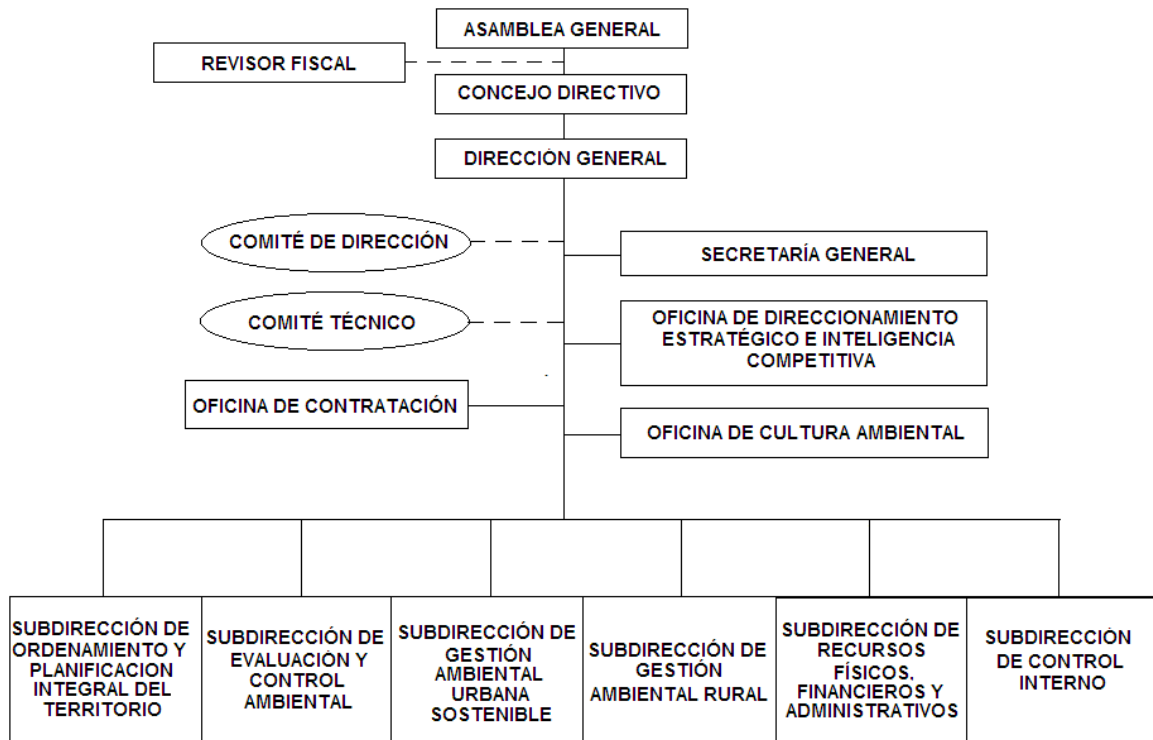 ASAMBLEA GENERAL
REVISOR FISCAL
CONCEJO DIRECTIVO
DIRECCIÓN GENERAL
COMITÉ DE DIRECCIÓN
SECRETARÍA GENERAL
COMITÉ TÉCNICO
OFICINA DE DIRECCIONAMIENTO
ESTRATÉGICO E INTELIGENCIA
COMPETITIVA
OFICINA DE CONTRATACIÓN
OFICINA DE CULTURA AMBIENTAL
SUBDIRECCIÓN DE
ORDENAMIENTO Y
PLANIFICACION
INTEGRAL DEL
TERRITORIO
SUBDIRECCIÓN DE
EVALUACIÓN Y
CONTROL
AMBIENTAL
SUBDIRECCIÓN DE
GESTIÓN
AMBIENTAL
URBANA
SOSTENIBLE
SUBDIRECCIÓN DE
GESTIÓN
AMBIENTAL RURAL
SUBDIRECCIÓN DE
RECURSOS
FÍSICOS,
FINANCIEROS Y
ADMINISTRATIVOS
SUBDIRECCIÓN
DE CONTROL
INTERNO